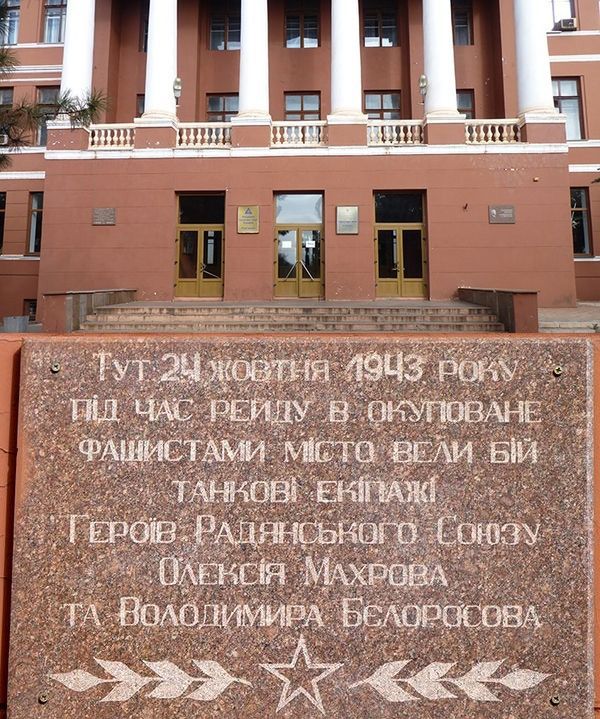 Тут 24 жовтня 1943 року
під час рейду в окуповане
фашистами місто вели бій
танкові екіпажі
Героїв Радянського Союзу
Олексія Махрова
та Володимира Бєлоросова